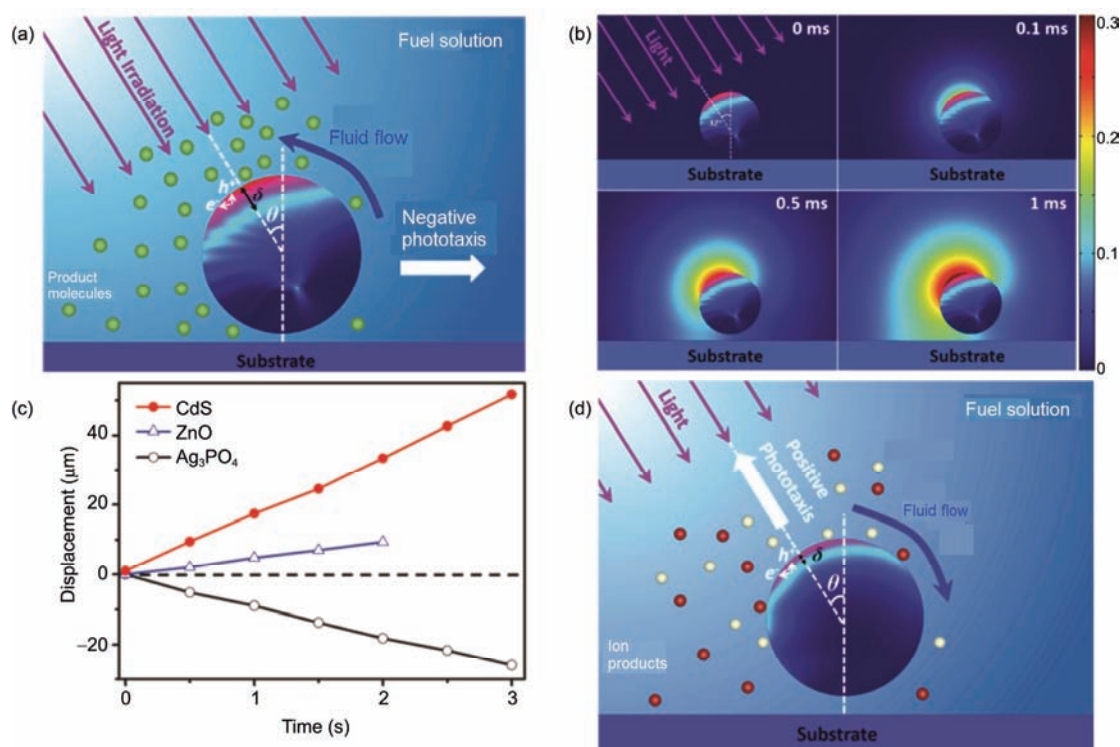 (a)
Light Irradiation
Fuel solution
Fluid flow
h⁺
e⁻
δ
θ
Negative
phototaxis
Product
molecules
Substrate
(b)
Light
0 ms
0.1 ms
Substrate
Substrate
0.5 ms
1 ms
Substrate
Substrate
0.3
0.2
0.1
0
(c)
CdS
ZnO
Ag₃PO₄
Displacement (μm)
40
20
0
−20
0
1
2
3
Time (s)
(d)
Light
Fuel solution
Positive
Phototaxis
Fluid flow
h⁺
e⁻
δ
θ
Ion
products
Substrate